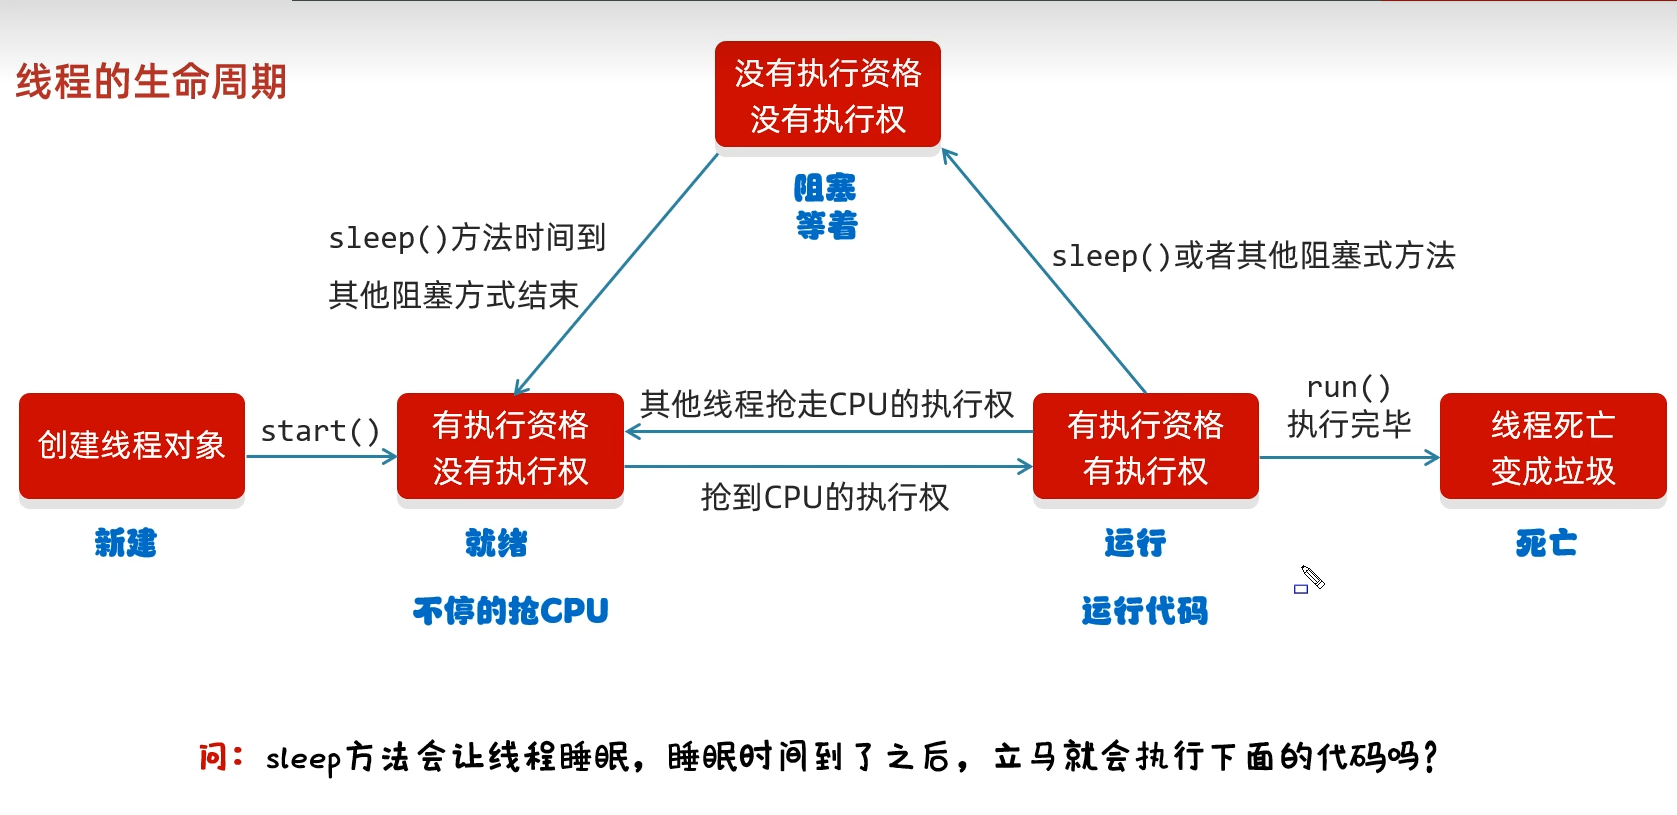 线程的生命周期
没有执行资格
没有执行权
阻塞
等着
sleep()方法时间到
其他阻塞方式结束
sleep()或者其他阻塞式方法
创建线程对象
新建
start()
有执行资格
没有执行权
就绪
不停的抢CPU
其他线程抢走CPU的执行权
抢到CPU的执行权
有执行资格
有执行权
运行
运行代码
run()
执行完毕
线程死亡
变成垃圾
死亡
问：sleep方法会让线程睡眠，睡眠时间到了之后，立马就会执行下面的代码吗？